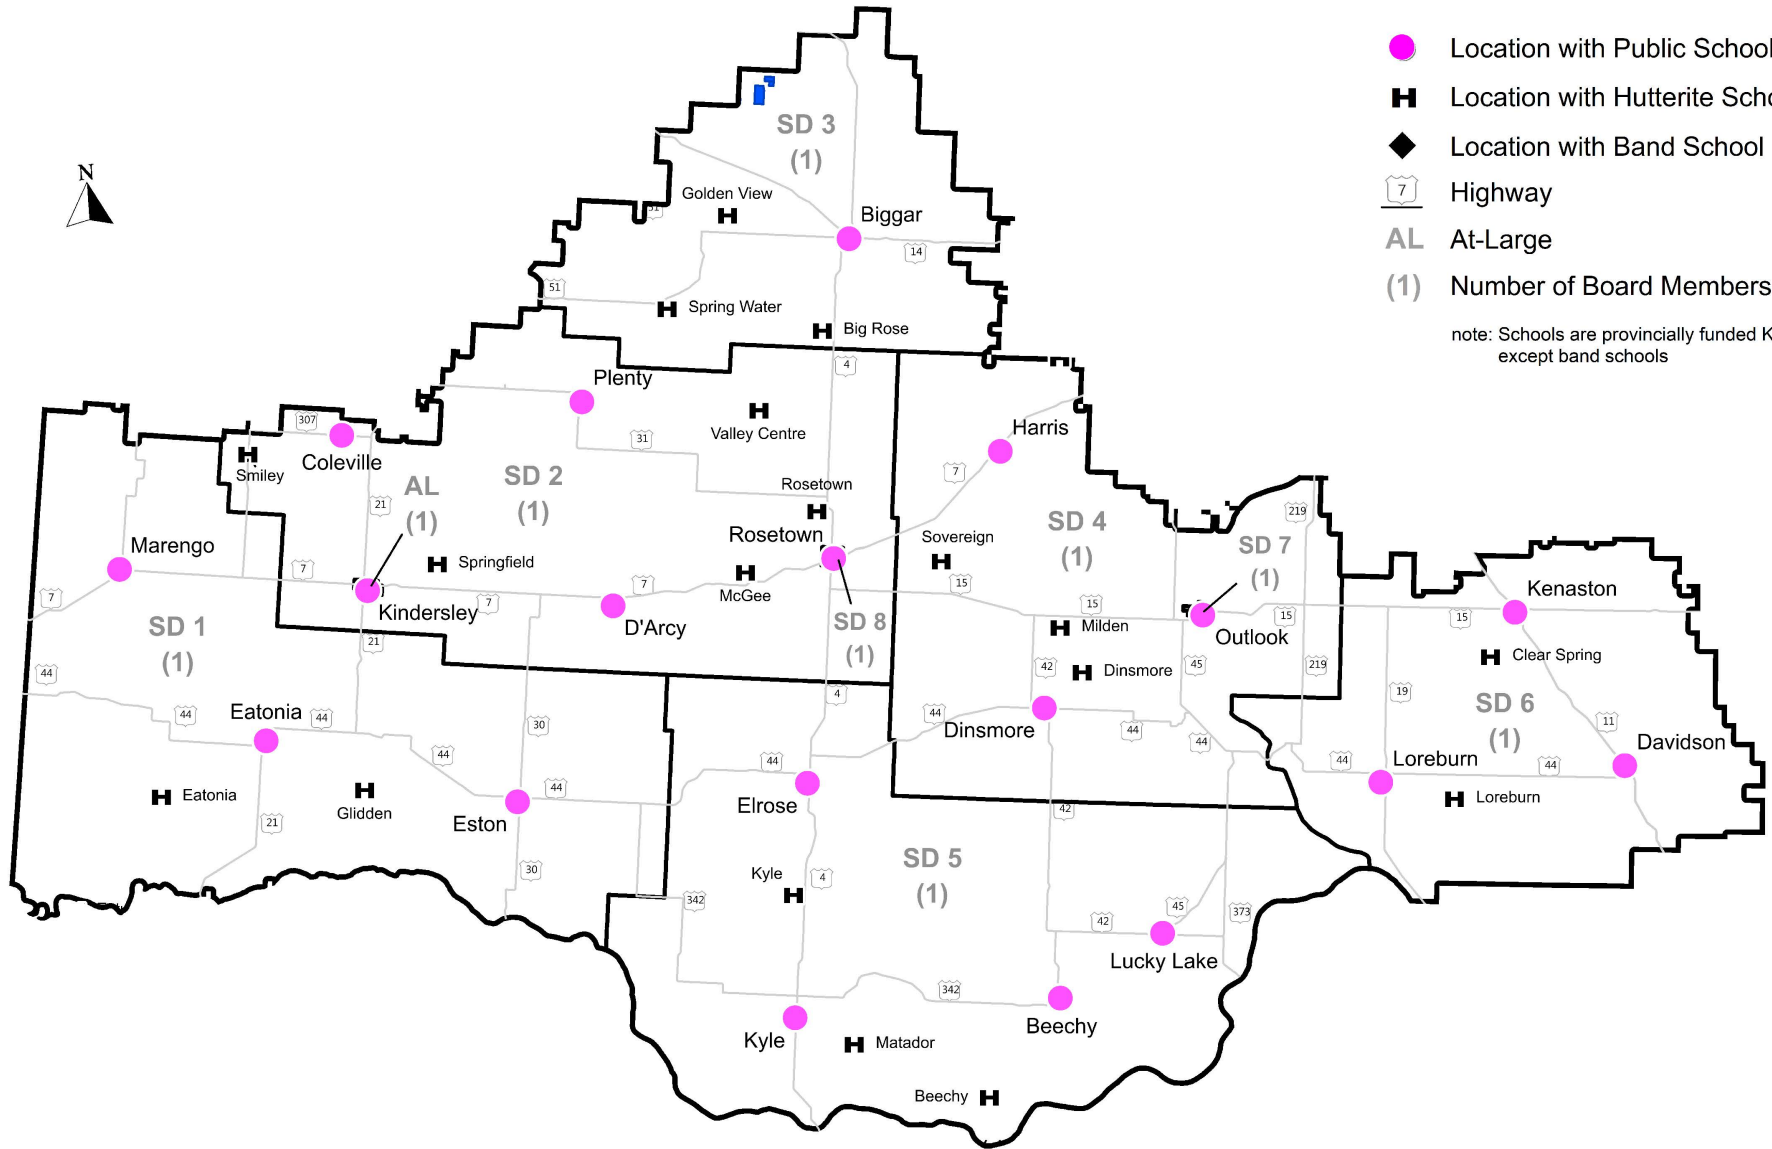 Location with Public School
Location with Hutterite Scho
Location with Band School
7
Highway
AL
At-Large
(1)
Number of Board Members
note: Schools are provincially funded K
except band schools
N
SD 3
(1)
Golden View
51
Biggar
14
51
Spring Water
Big Rose
4
Plenty
Valley Centre
31
307
Coleville
Smiley
21
AL
(1)
SD 2
(1)
Harris
7
Rosetown
Rosetown
Sovereign
SD 4
(1)
219
SD 7
(1)
Marengo
7
7
Springfield
Kindersley
7
7
McGee
D'Arcy
15
15
Milden
15
Outlook
15
Kenaston
SD 1
(1)
21
SD 8
(1)
42
Dinsmore
45
219
Clear Spring
44
19
SD 6
(1)
11
4
44
Eatonia
44
30
44
44
Dinsmore
44
44
Davidson
44
Loreburn
44
44
44
Elrose
Eatonia
Glidden
Eston
42
Loreburn
21
30
SD 5
(1)
Kyle
4
342
42
45
373
Lucky Lake
342
Beechy
Kyle
Matador
Beechy